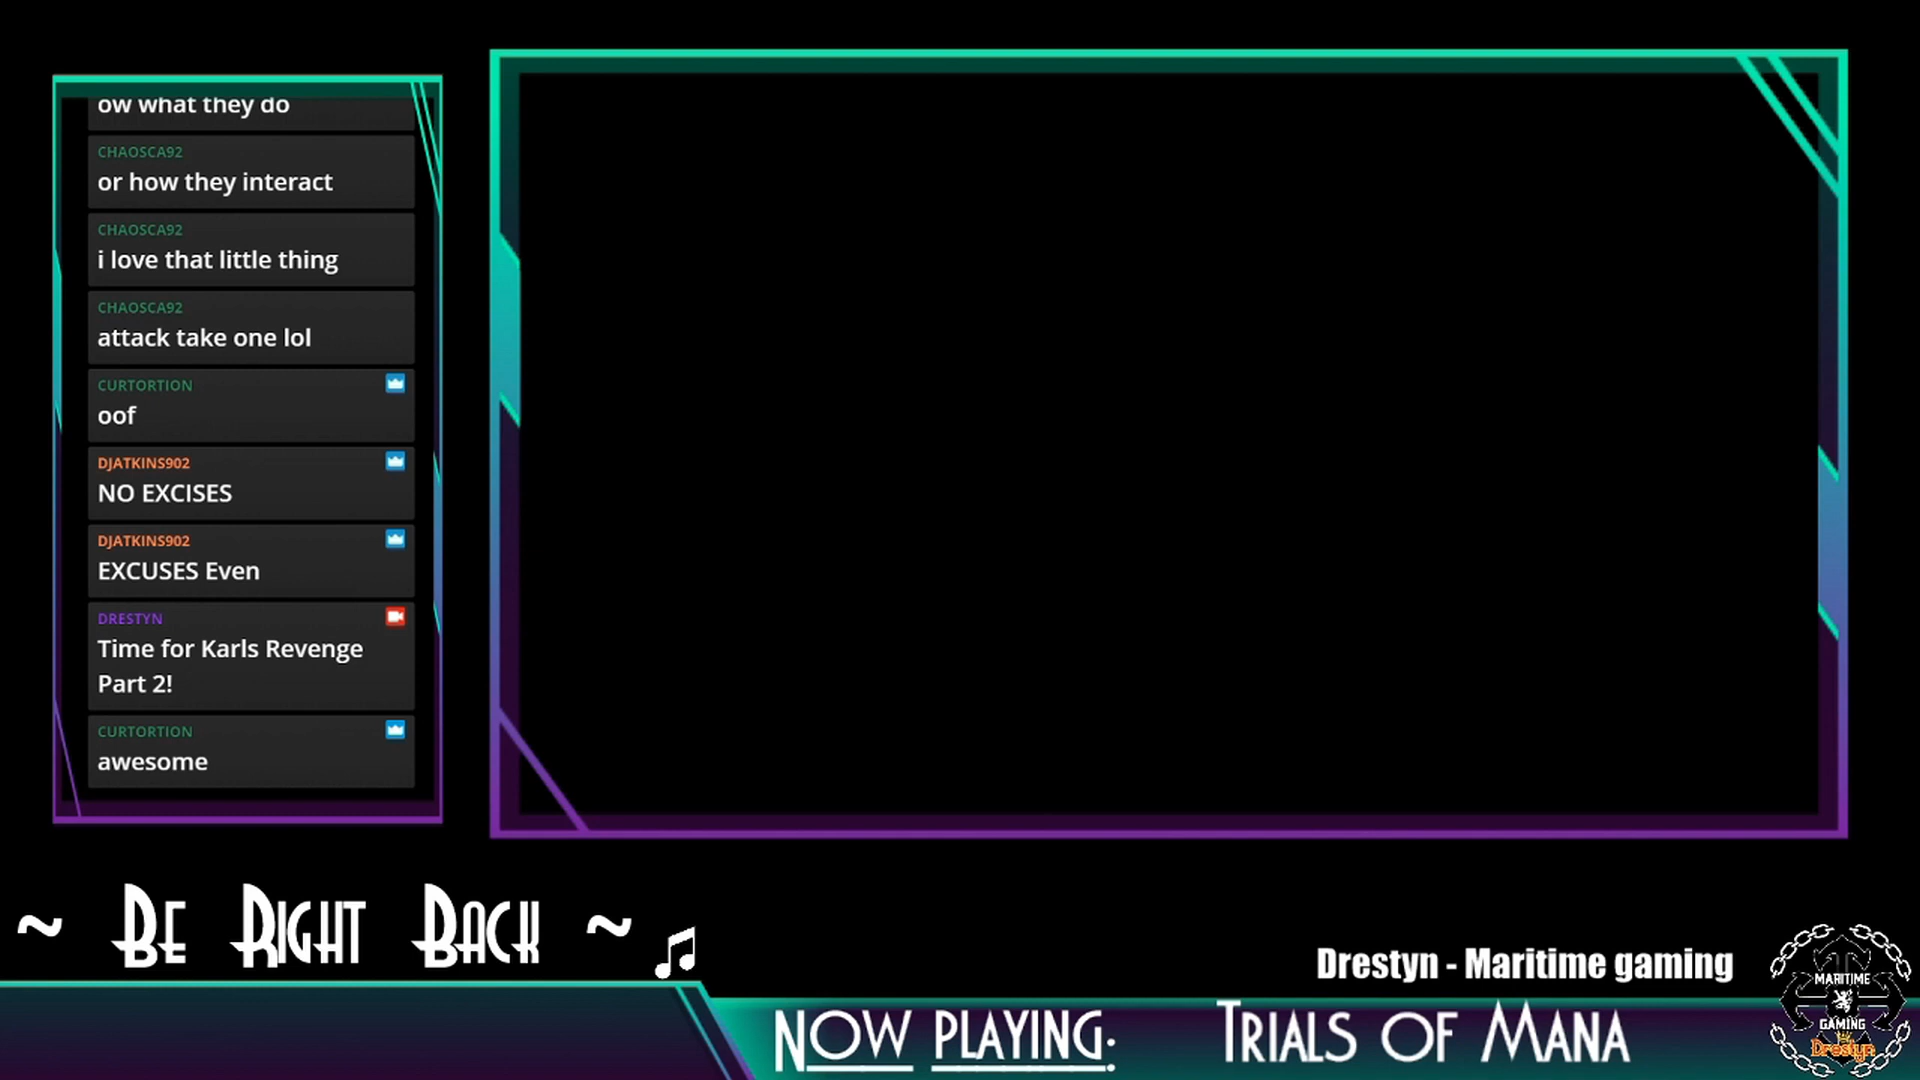 ow what they do
CHAOSCA92
or how they interact
CHAOSCA92
i love that little thing
CHAOSCA92
attack take one lol
CURTORTION
oof
DJATKINS902
NO EXCISES
DJATKINS902
EXCUSES Even
DRESTYN
Time for Karls Revenge
Part 2!
CURTORTION
awesome
~ BE RIGHT BACK ~
Drestyn - Maritime gaming
NOW PLAYING:
TRIALS OF MANA
MARITIME
GAMING
Drestyn